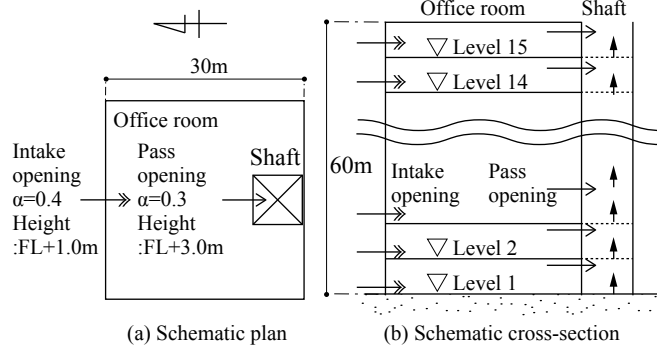 30m
Office room
Shaft
Intake
opening
α=0.4
Height
:FL+1.0m
Pass
opening
α=0.3
Height
:FL+3.0m
(a) Schematic plan
Office room
Shaft
Level 15
Level 14
60m
Intake
opening
Pass
opening
Level 2
Level 1
(b) Schematic cross-section